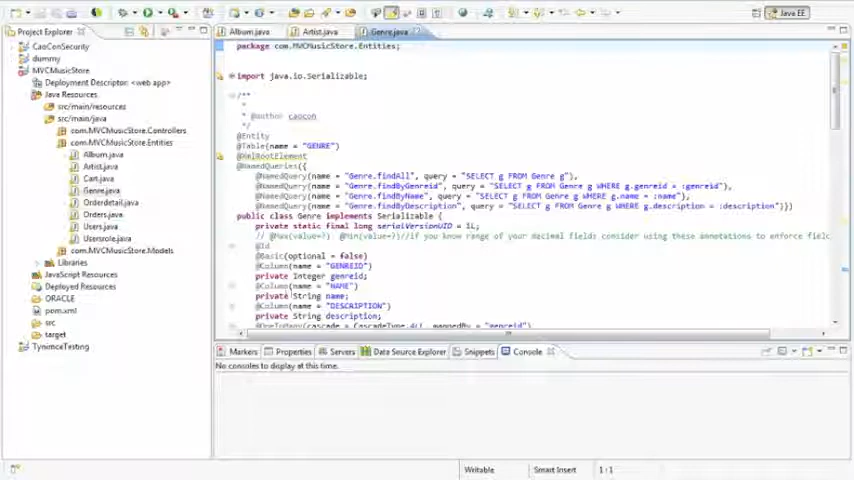 Java EE
Project Explorer
CaoConSecurity
dummy
MVCMusicStore
Deployment Descriptor: <web app>
Java Resources
src/main/resources
src/main/java
com.MVCMusicStore.Controllers
com.MVCMusicStore.Entities
Album.java
Artist.java
Cart.java
Genre.java
Orderdetail.java
Orders.java
Users.java
Usersrole.java
com.MVCMusicStore.Models
Libraries
JavaScript Resources
Deployed Resources
ORACLE
pom.xml
src
target
TynimceTesting
Album.java
Artist.java
Genre.java
package com.MVCMusicStore.Entities;
import java.io.Serializable;
/**
*
* @author caocon
*/
@Entity
@Table(name = "GENRE")
@XmlRootElement
@NamedQueries({
@NamedQuery(name = "Genre.findAll", query = "SELECT g FROM Genre g"),
@NamedQuery(name = "Genre.findByGenreid", query = "SELECT g FROM Genre g WHERE g.genreid = :genreid"),
@NamedQuery(name = "Genre.findByName", query = "SELECT g FROM Genre g WHERE g.name = :name"),
@NamedQuery(name = "Genre.findByDescription", query = "SELECT g FROM Genre g WHERE g.description = :description")})
public class Genre implements Serializable {
private static final long serialVersionUID = 1L;
// @Max(value=?) @Min(value=?)//if you know range of your decimal fields consider using these annotations to enforce field
@Id
@Basic(optional = false)
@Column(name = "GENREID")
private Integer genreid;
@Column(name = "NAME")
private String name;
@Column(name = "DESCRIPTION")
private String description;
@OneToMany(cascade = CascadeType.ALL, mappedBy = "genreid")
Markers
Properties
Servers
Data Source Explorer
Snippets
Console
No consoles to display at this time.
Writable
Smart Insert
1:1